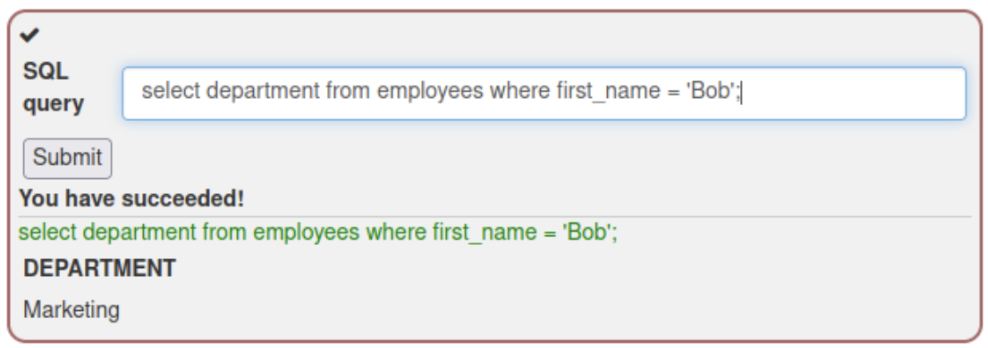 SQL
query
select department from employees where first_name = 'Bob';
Submit
You have succeeded!
select department from employees where first_name = 'Bob';
DEPARTMENT
Marketing